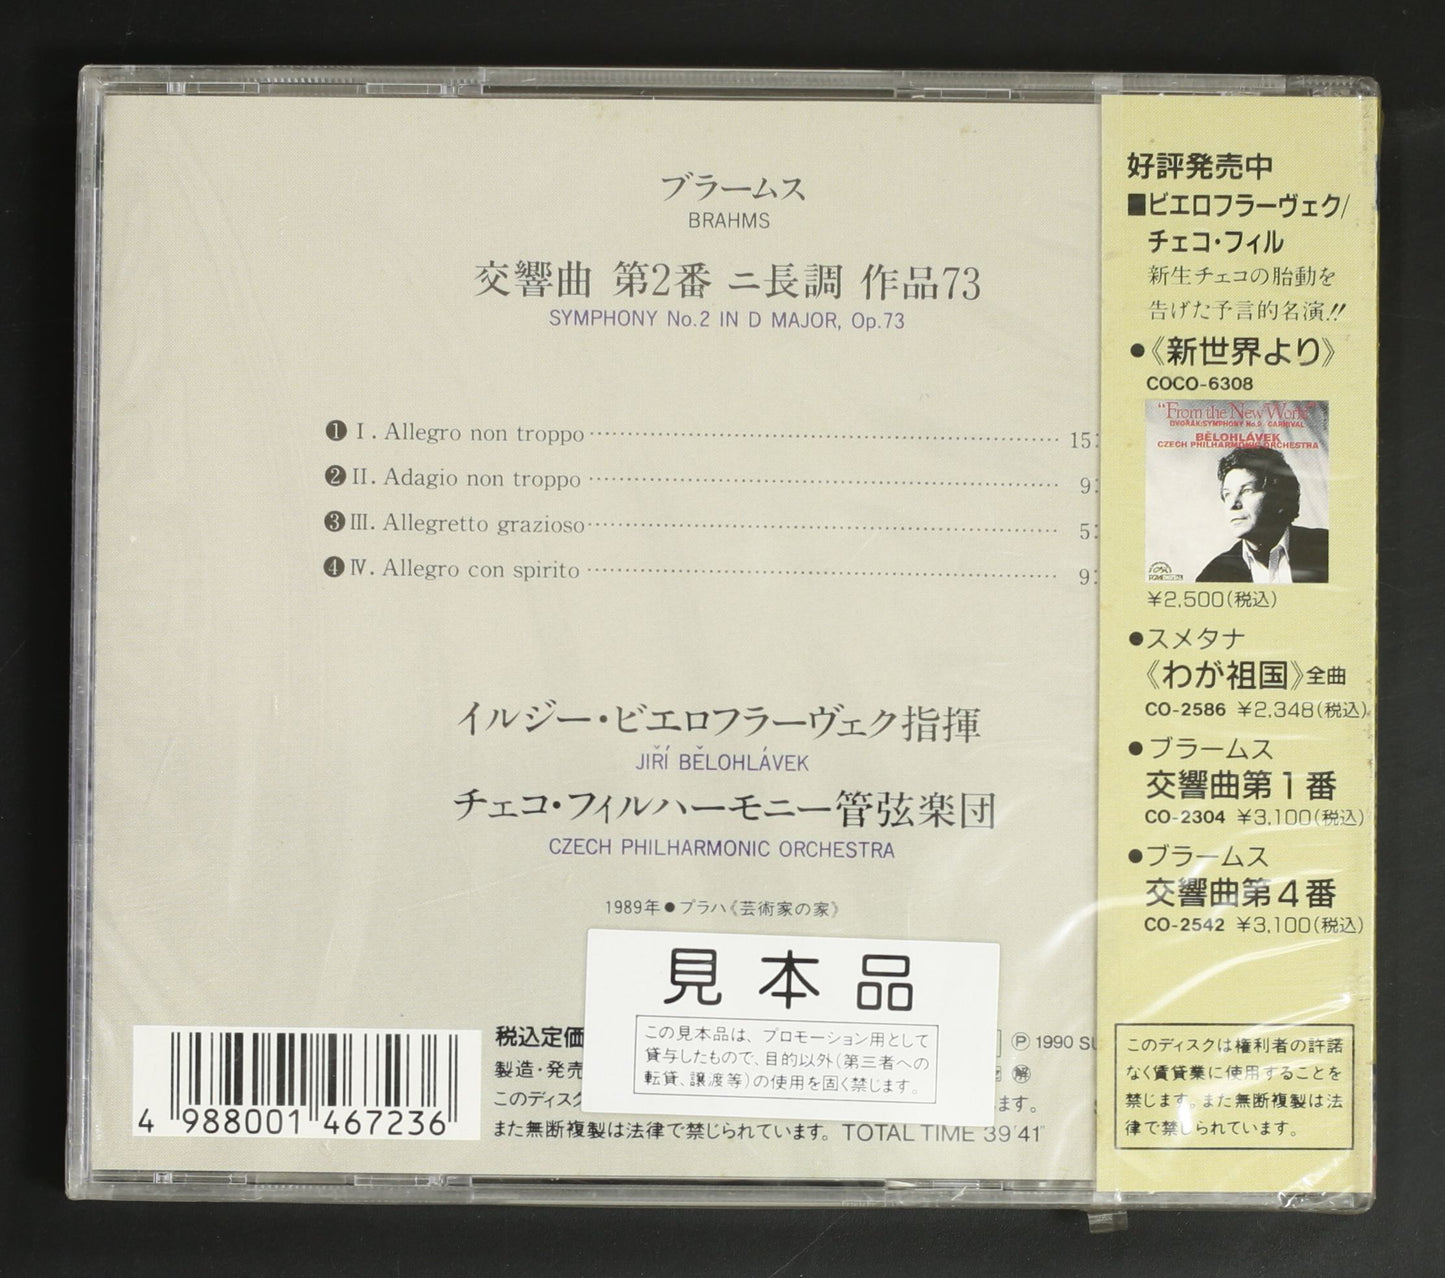 ブラームス
BRAHMS
交響曲 第2番 ニ長調 作品73
SYMPHONY No.2 IN D MAJOR, Op.73
❶ I. Allegro non troppo 15:
❷ II. Adagio non troppo 9:
❸ III. Allegretto grazioso 5:
❹ IV. Allegro con spirito 9:
イルジー・ビエロフラーヴェク指揮
JIŘÍ BĚLOHLÁVEK
チェコ・フィルハーモニー管弦楽団
CZECH PHILHARMONIC ORCHESTRA
1989年●プラハ《芸術家の家》
見本品
この見本品は、プロモーション用として
貸与したもので、目的以外(第三者への
転貸、譲渡等)の使用を固く禁じます。
税込定価
製造・発売
このディスク
ます。
また無断複製は法律で禁じられています。 TOTAL TIME 39'41"
Ⓟ 1990 SU
解
4 988001 467236
好評発売中
■ビエロフラーヴェク/
チェコ・フィル
新生チェコの胎動を
告げた予言的名演!!
●《新世界より》
COCO-6308
"From the New World"
DVOŘÁK:SYMPHONY No.9・CARNIVAL
BĚLOHLÁVEK
CZECH PHILHARMONIC ORCHESTRA
¥2,500(税込)
●スメタナ
《わが祖国》全曲
CO-2586 ¥2,348(税込)
●ブラームス
交響曲第1番
CO-2304 ¥3,100(税込)
●ブラームス
交響曲第4番
CO-2542 ¥3,100(税込)
このディスクは権利者の許諾
なく賃貸業に使用することを
禁じます。また無断複製は法
律で禁じられています。